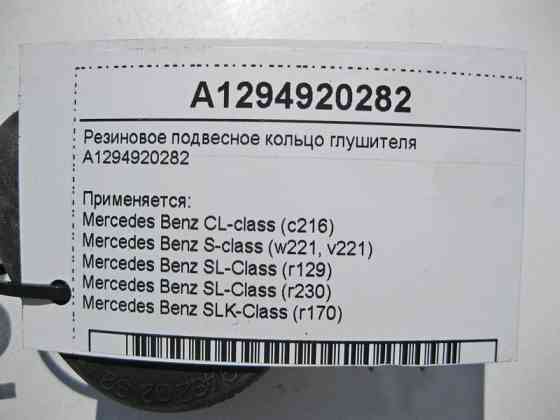 A1294920282
Резиновое подвесное кольцо глушителя
A1294920282
Применяется:
Mercedes Benz CL-class (c216)
Mercedes Benz S-class (w221, v221)
Mercedes Benz SL-Class (r129)
Mercedes Benz SL-Class (r230)
Mercedes Benz SLK-Class (r170)